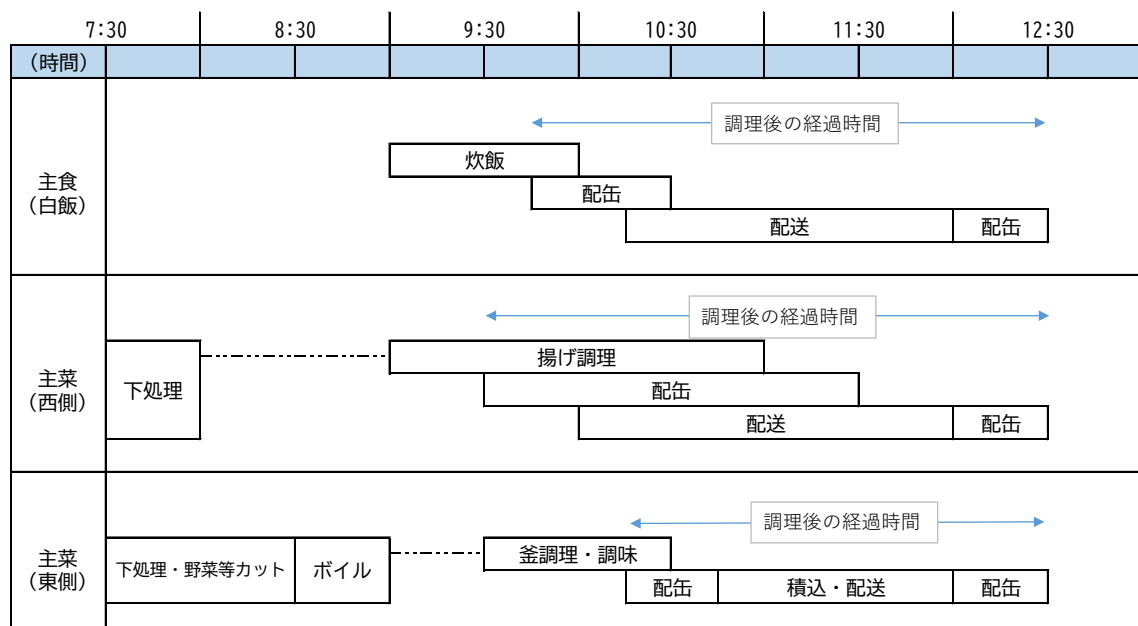 7:30 8:30 9:30 10:30 11:30 12:30
(時間)
調理後の経過時間
炊飯
主食
(白飯)
配缶
配送 配缶
調理後の経過時間
揚げ調理
主菜
(西側)
下処理
配缶
配送 配缶
調理後の経過時間
主菜
(東側)
下処理・野菜等カット ボイル 釜調理・調味
配缶 積込・配送 配缶